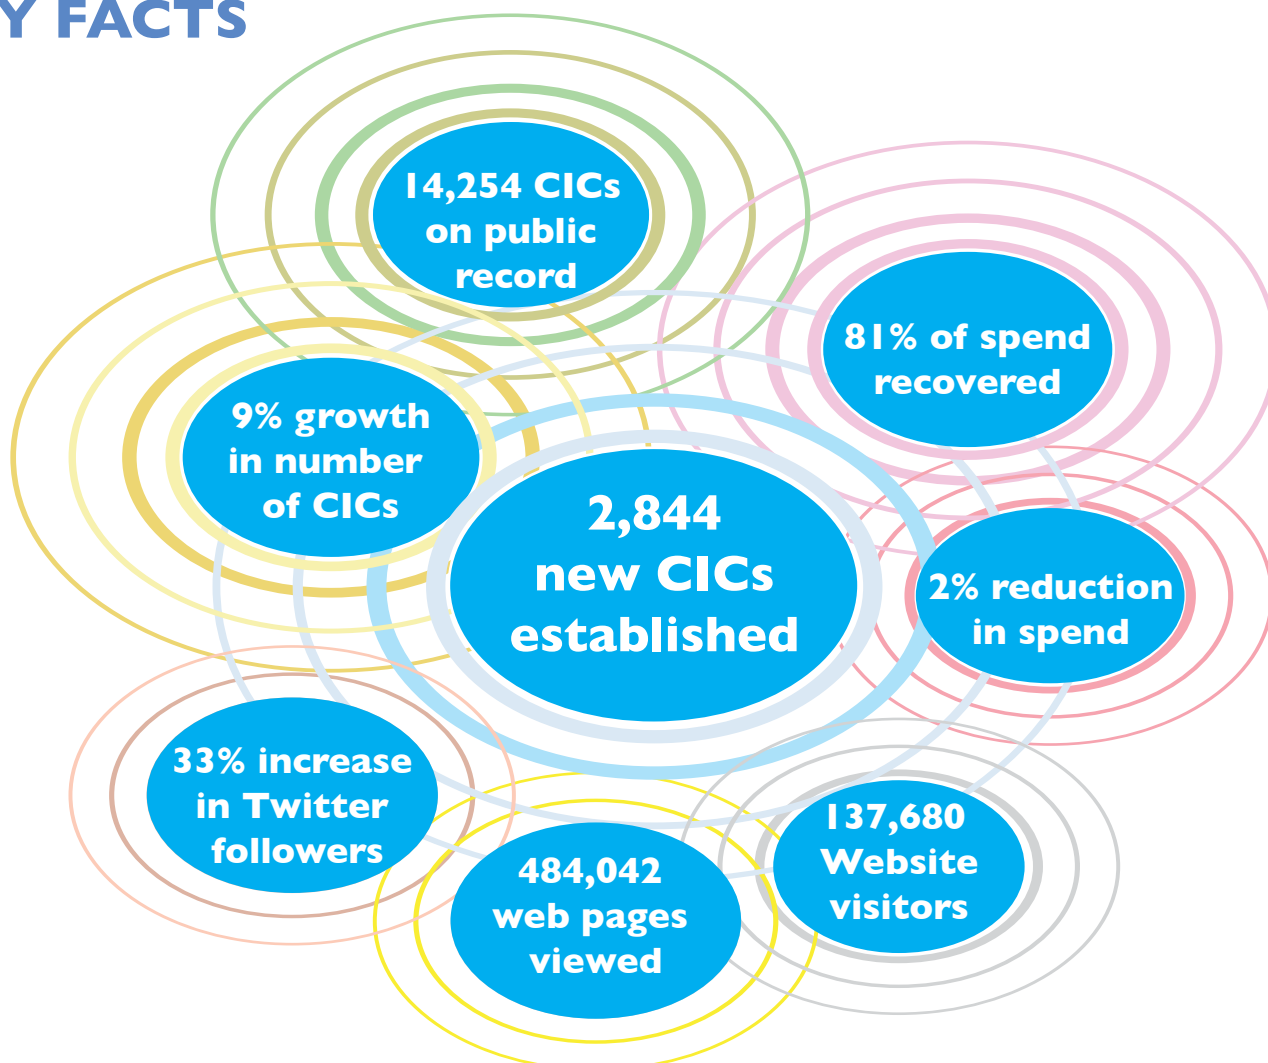 Y FACTS
14,254 CICs
on public
record
81% of spend
recovered
9% growth
in number
of CICs
2,844
new CICs
established
2% reduction
in spend
33% increase
in Twitter
followers
137,680
Website
visitors
484,042
web pages
viewed